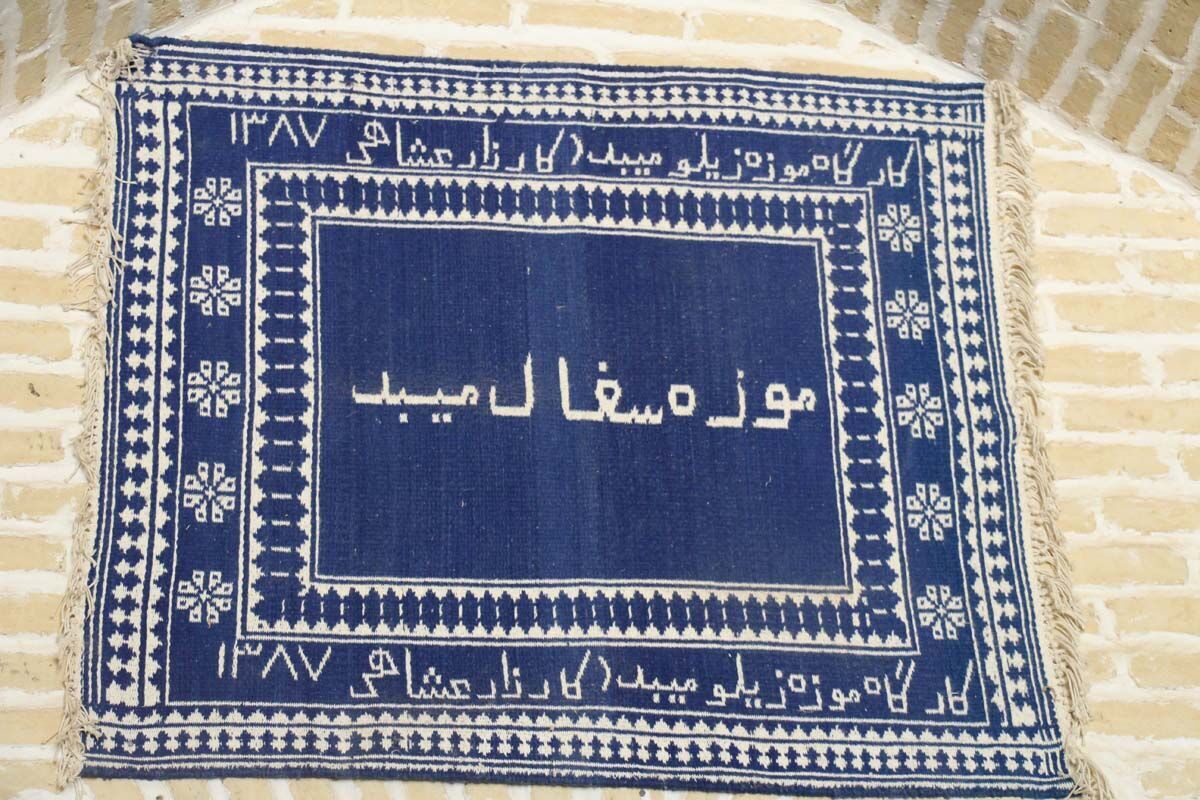 کارگاه موزه زیلو میبد (کار زارعشاهی ۱۳۸۷
موزه سفال میبد
کارگاه موزه زیلو میبد (کار زارعشاهی ۱۳۸۷